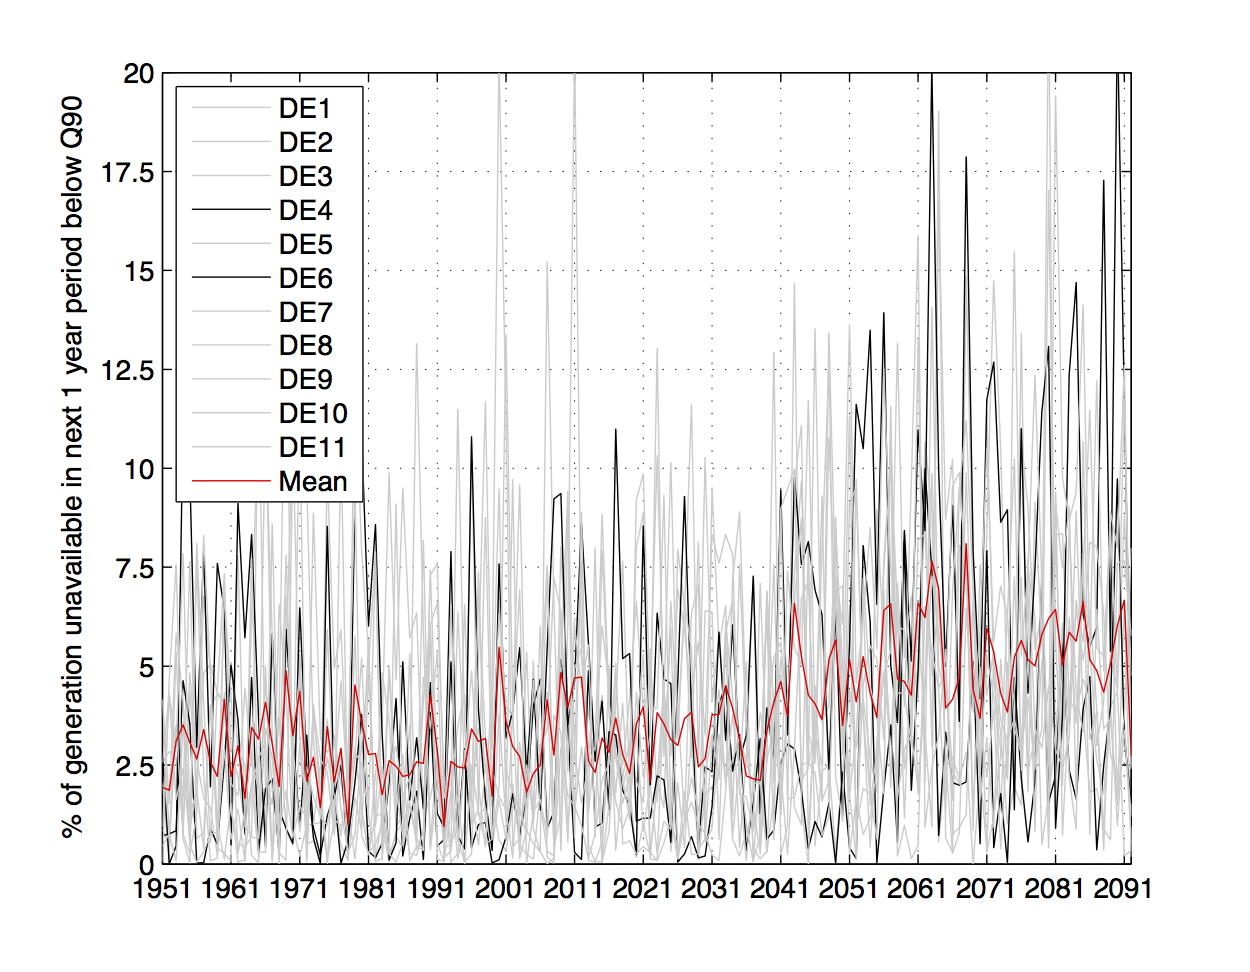 % of generation unavailable in next 1 year period below Q90
20
17.5
15
12.5
10
7.5
5
2.5
0
DE1
DE2
DE3
DE4
DE5
DE6
DE7
DE8
DE9
DE10
DE11
Mean
1951 1961 1971 1981 1991 2001 2011 2021 2031 2041 2051 2061 2071 2081 2091